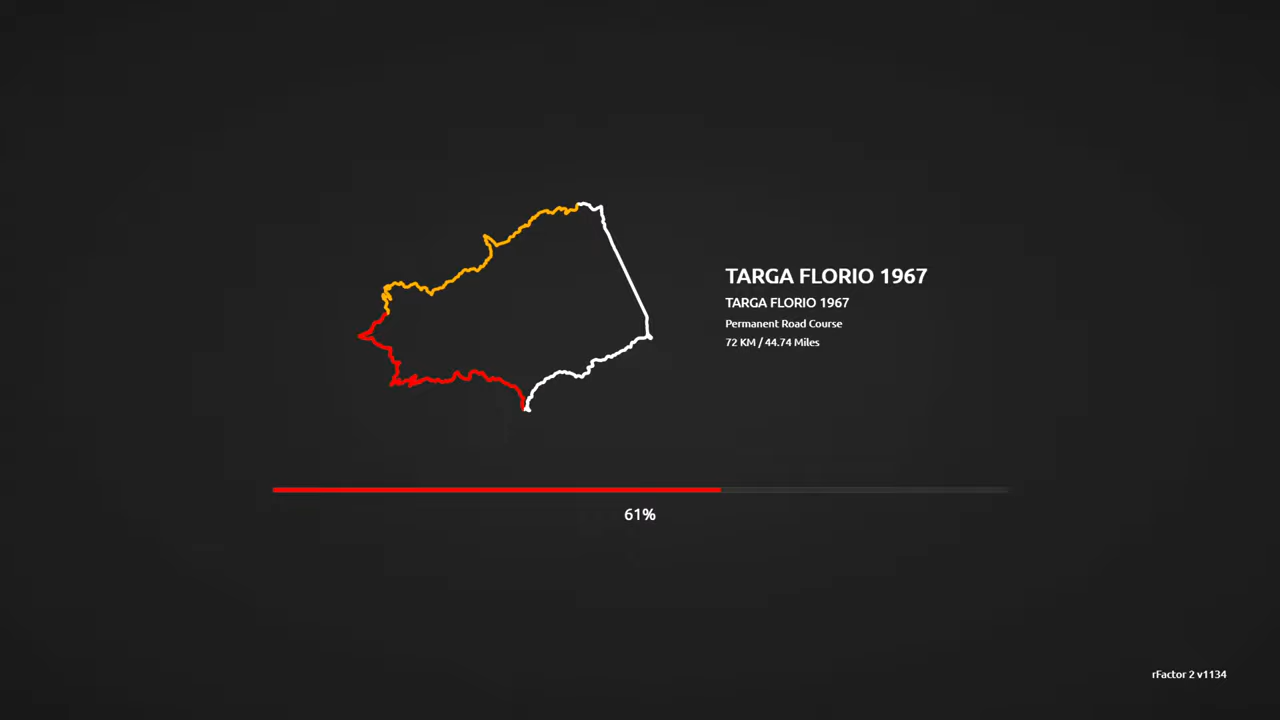 TARGA FLORIO 1967
TARGA FLORIO 1967
Permanent Road Course
72 KM / 44.74 Miles
61%
rFactor 2 v1134